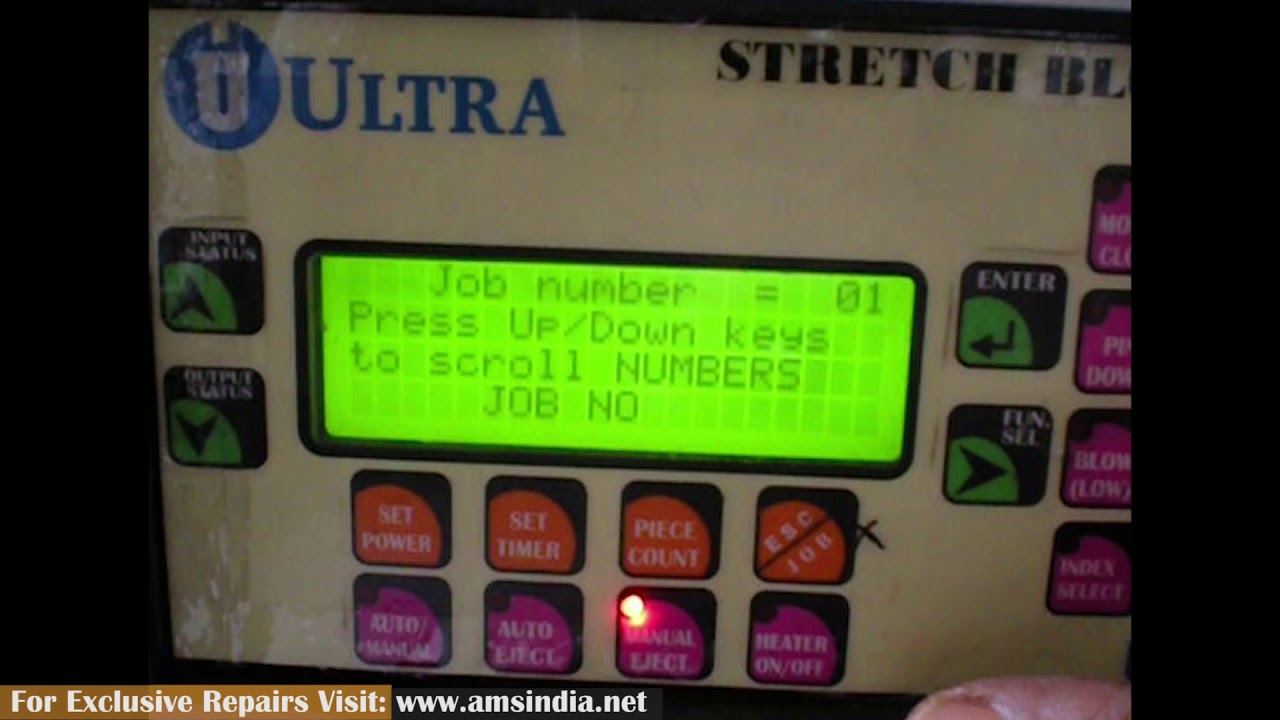 ULTRA
STRETCH BL
INPUT
STATUS
OUTPUT
STATUS
Job number = 01
Press Up/Down keys
to scroll NUMBERS
JOB NO
ENTER
FUN.
SEL
CLO
DOW
BLOW
(LOW)
INDEX
SELECT
SET
POWER
SET
TIMER
PIECE
COUNT
ESC
JOB
X
AUTO/
MANUAL
AUTO
EJECT
MANUAL
EJECT
HEATER
ON/OFF
For Exclusive Repairs Visit: www.amsindia.net